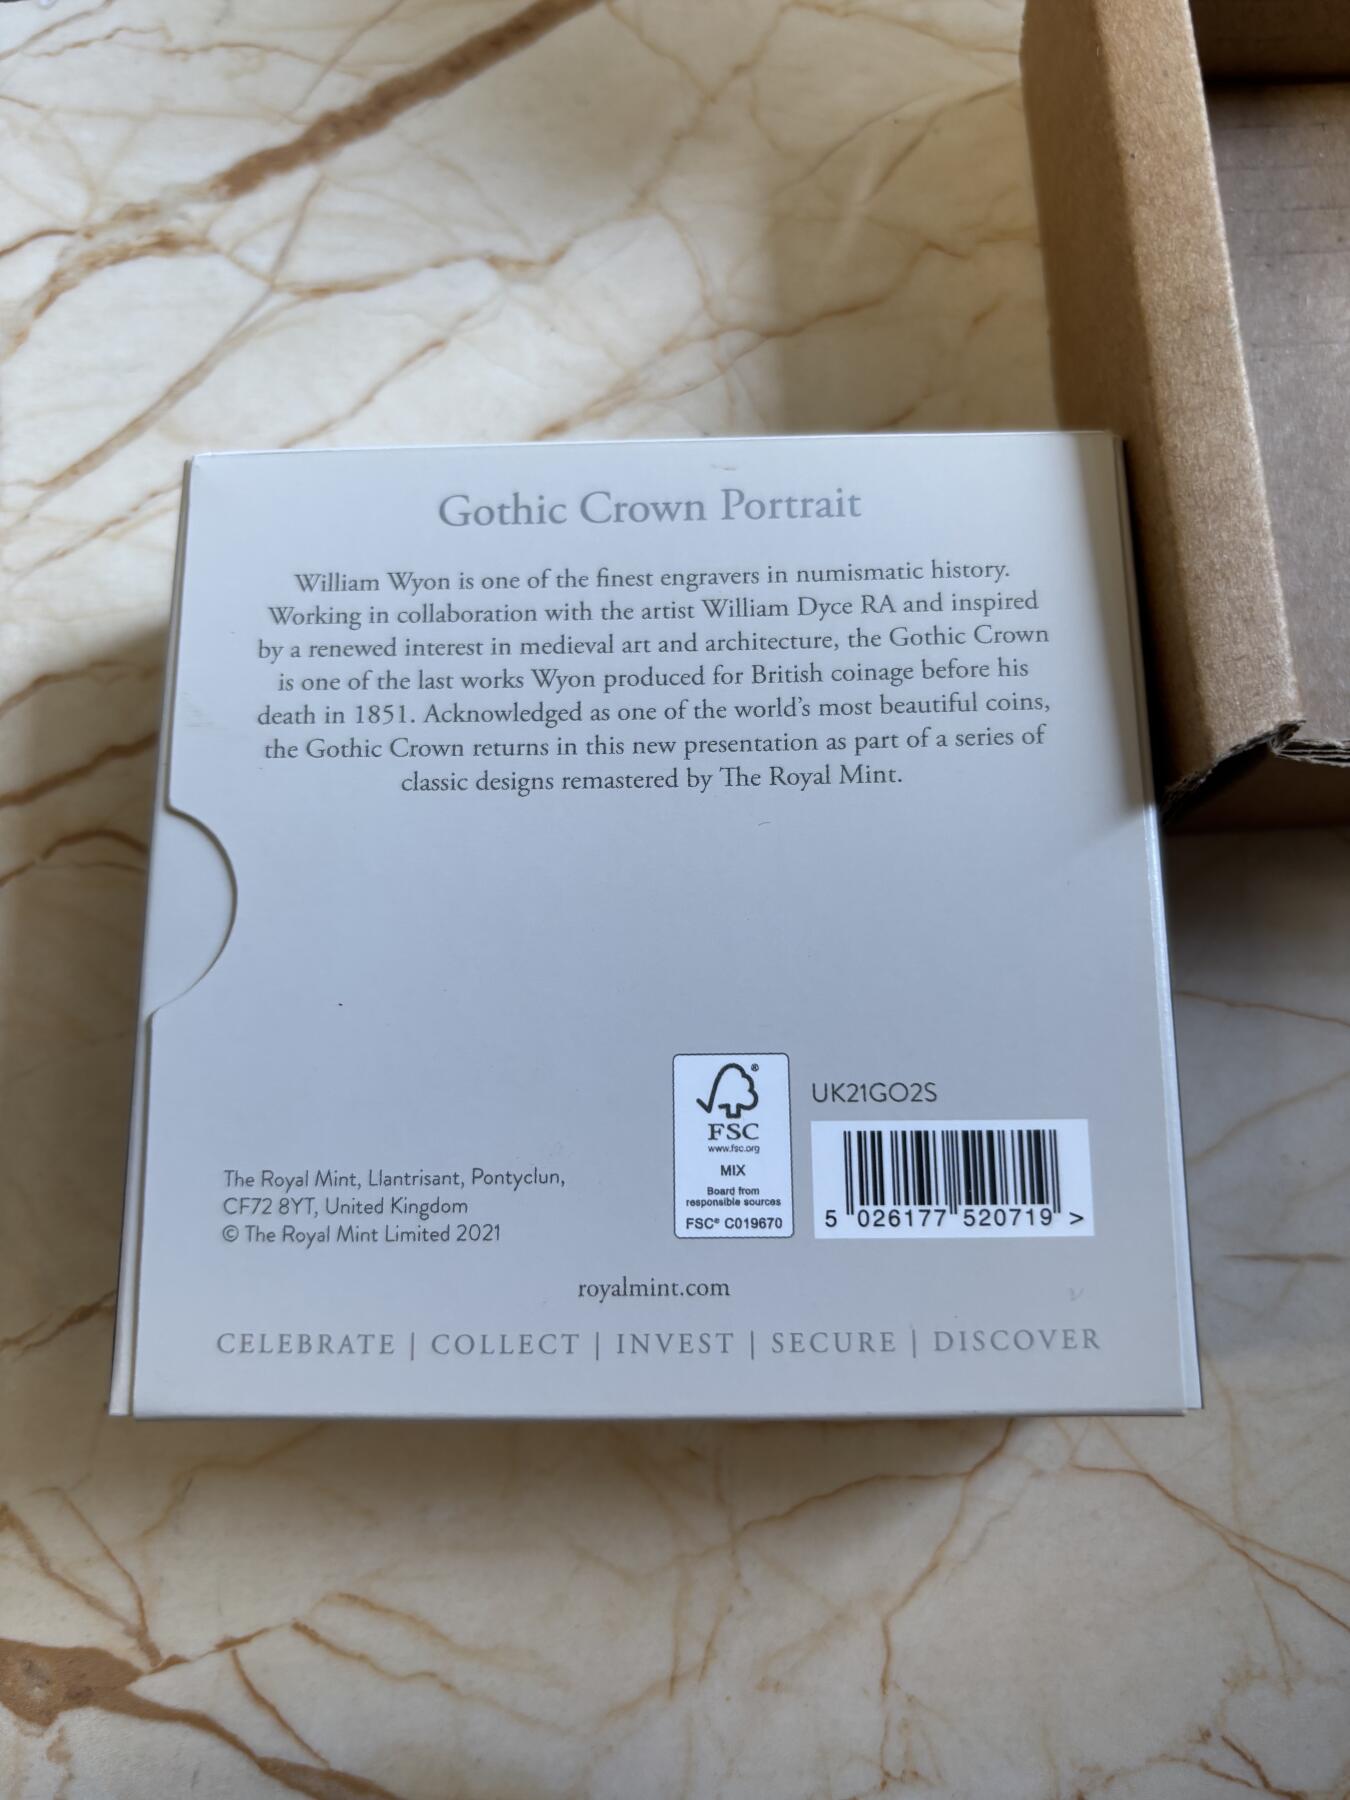 Gothic Crown Portrait
William Wyon is one of the finest engravers in numismatic history.
Working in collaboration with the artist William Dyce RA and inspired
by a renewed interest in medieval art and architecture, the Gothic Crown
is one of the last works Wyon produced for British coinage before his
death in 1851. Acknowledged as one of the world's most beautiful coins,
the Gothic Crown returns in this new presentation as part of a series of
classic designs remastered by The Royal Mint.
The Royal Mint, Llantrisant, Pontyclun,
CF72 8YT, United Kingdom
© The Royal Mint Limited 2021
®
FSC
www.fsc.org
MIX
Board from
responsible sources
FSC® C019670
UK21GO2S
5 026177 520719 >
royalmint.com
CELEBRATE | COLLECT | INVEST | SECURE | DISCOVER